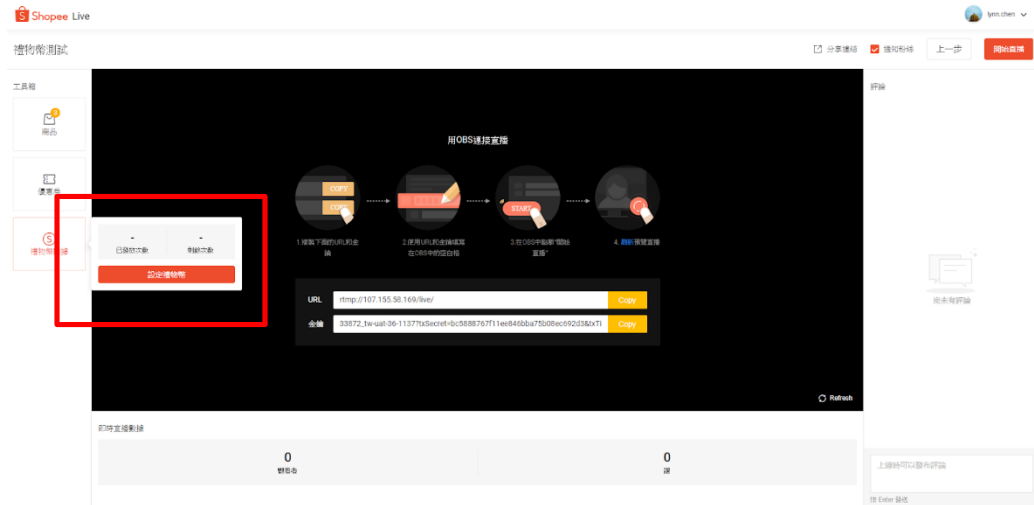 Shopee Live
lynn.chen
禮物幣測試
分享連結
通知粉絲
上一步
開始直播
工具箱
3
商品
優惠券
禮物幣數據
-
已發放次數
-
剩餘次數
設定禮物幣
用OBS連接直播
COPY
COPY
START
1.複製下面的URL和金鑰
2.使用URL和金鑰填寫在OBS中的空白格
3.在OBS中點擊"開始直播"
4. 刷新預覽直播
URL
rtmp://107.155.58.169/live/
Copy
金鑰
33872_tw-uat-36-1137?txSecret=bc5888767f11ee846bba75b08ec692d3&txTi
Copy
Refresh
即時直播數據
0
觀看者
0
讚
評論
尚未有評論
上線時可以發布評論
按 Enter 發送